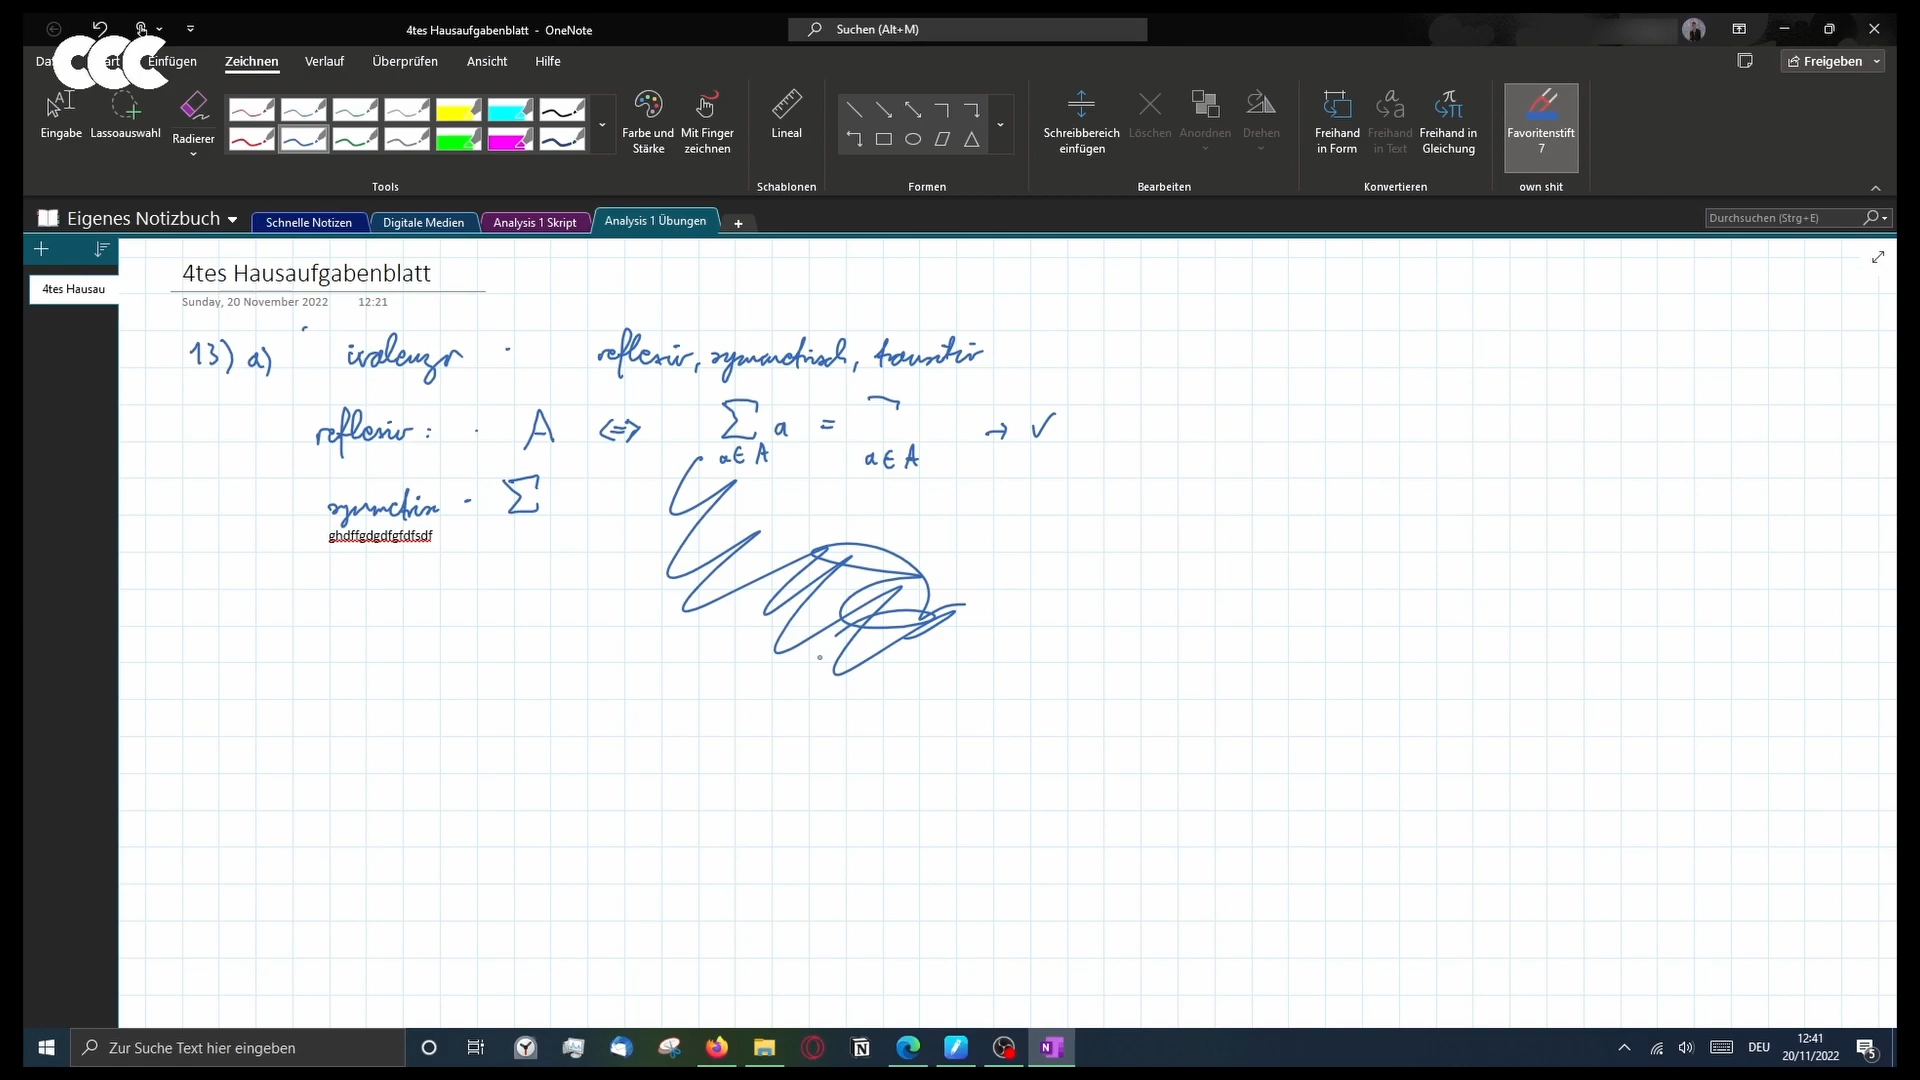 4tes Hausaufgabenblatt - OneNote
Suchen (Alt+M)
CCC
Einfügen Zeichnen Verlauf Überprüfen Ansicht Hilfe
Freigeben
Eingabe Lassoauswahl Radierer
Farbe und Stärke
Mit Finger zeichnen
Lineal
Schreibbereich einfügen
Löschen Anordnen Drehen
Freihand in Form
Freihand in Text
Freihand in Gleichung
Favoritenstift 7
Tools Schablonen Formen Bearbeiten Konvertieren own shit
Eigenes Notizbuch Schnelle Notizen Digitale Medien Analysis 1 Skript Analysis 1 Übungen
Durchsuchen (Strg+E)
4tes Hausau
4tes Hausaufgabenblatt
Sunday, 20 November 2022 12:21
13) a) ivalenzr reflexiv, symmetrisch, transitiv
reflexiv: A ⇔ ∑ a =
a∈A a∈A → ✓
∑
ghdffgdgdfgfdfsdf
Zur Suche Text hier eingeben
DEU
12:41
20/11/2022
5